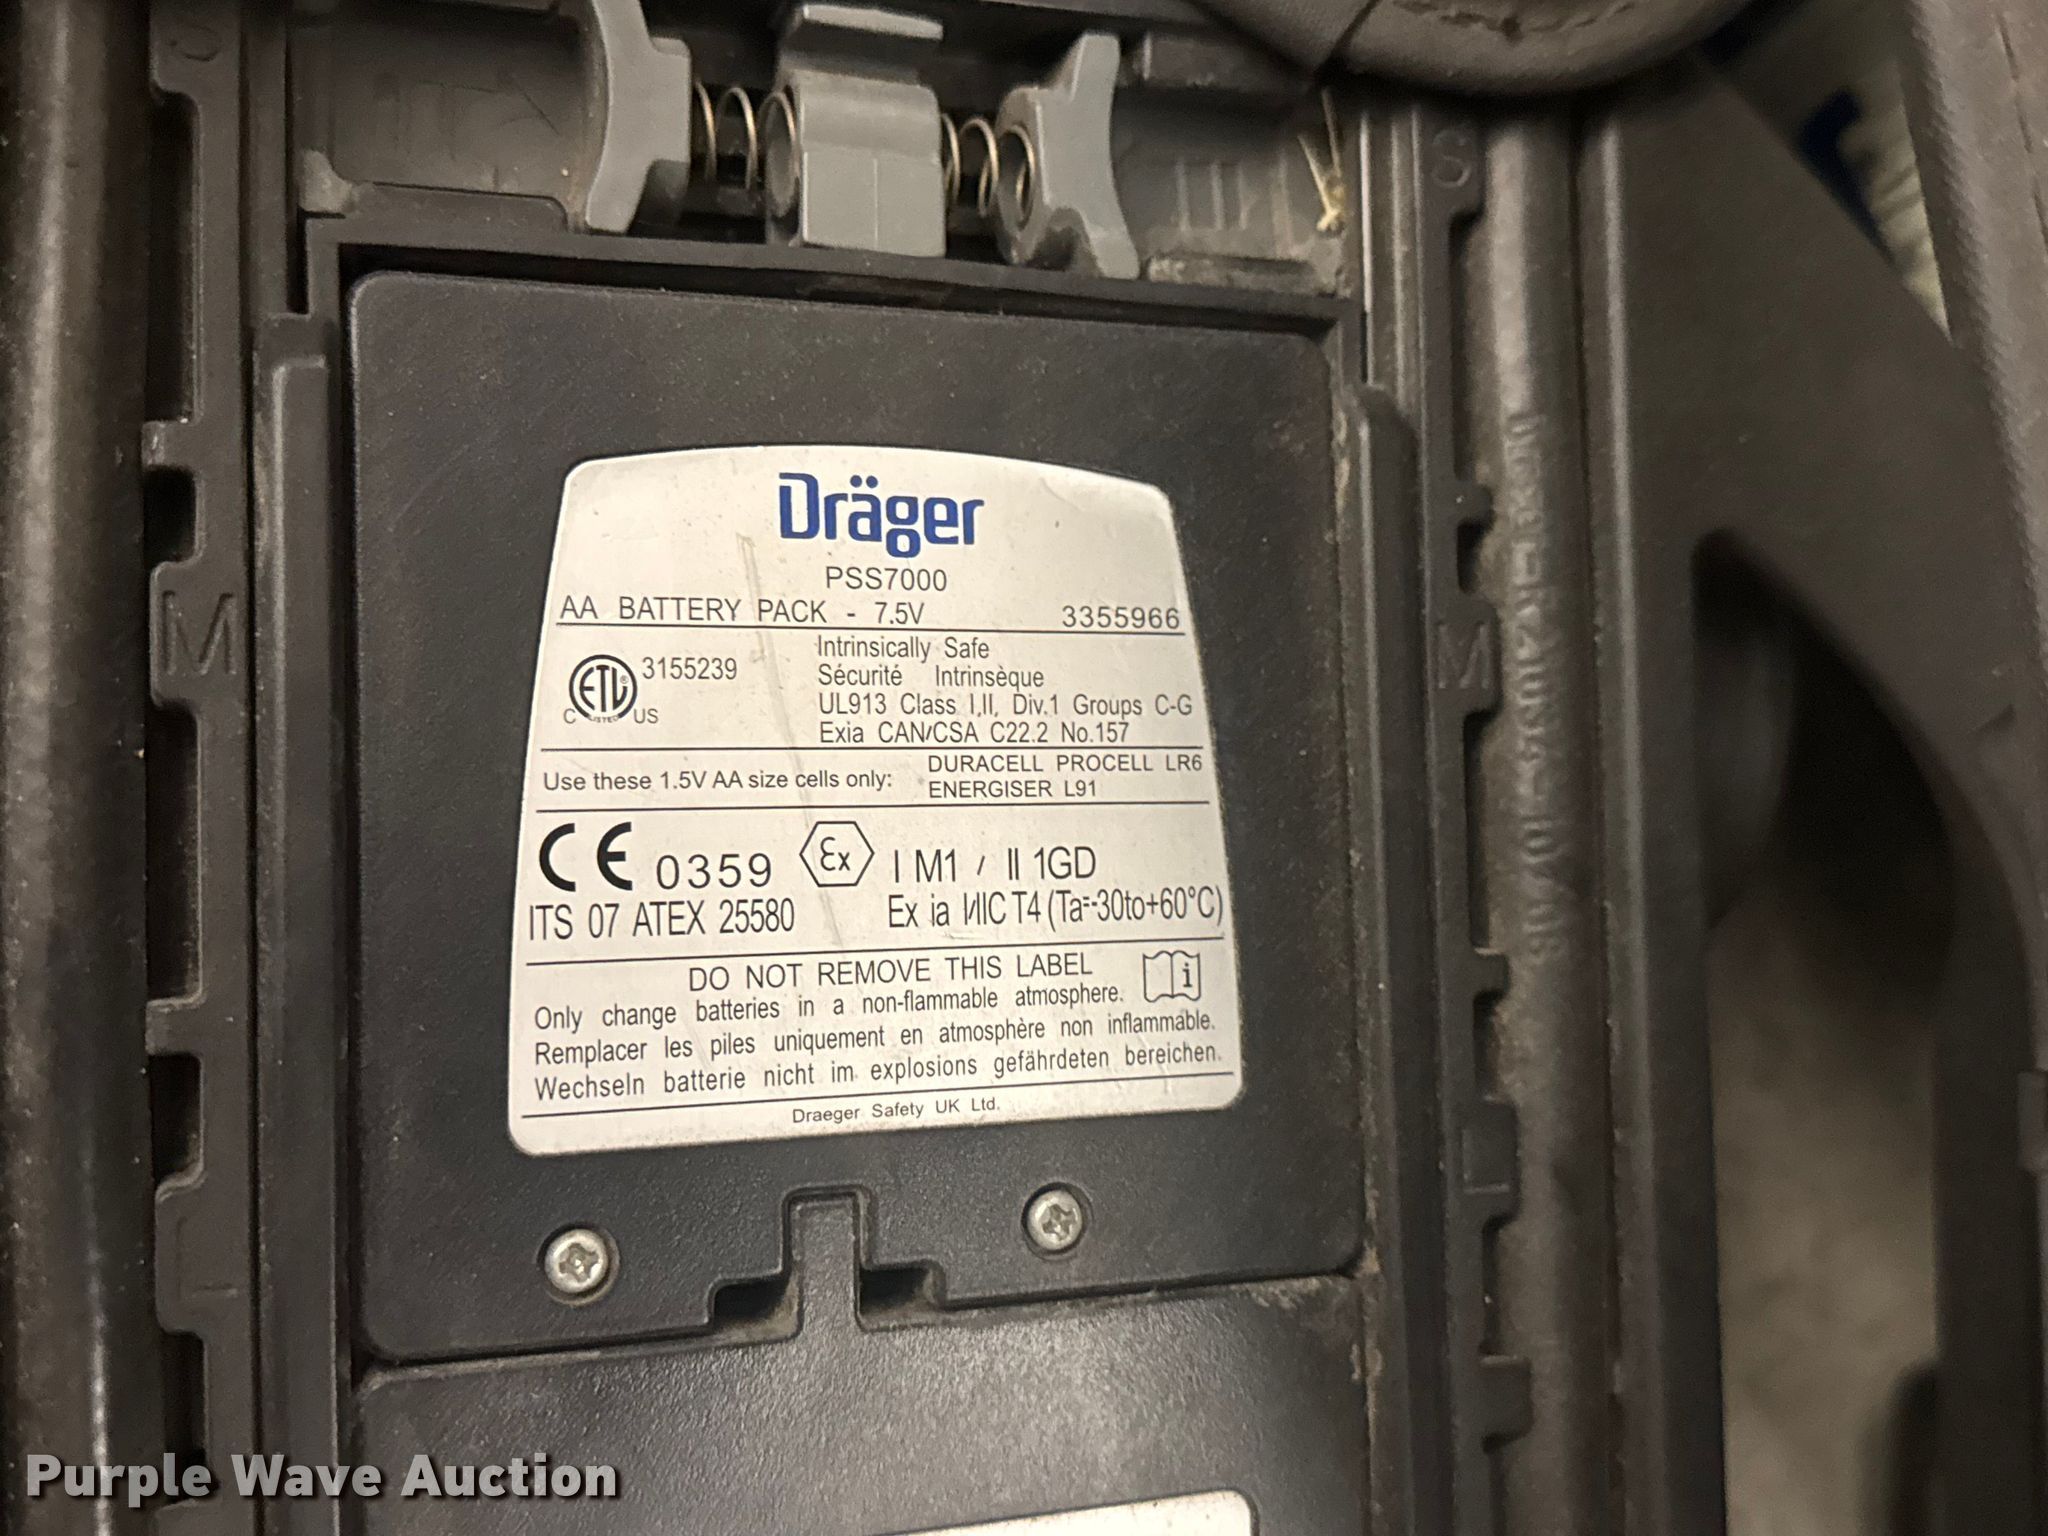 S
S
Dräger
PSS7000
AA BATTERY PACK - 7.5V 3355966
Intrinsically Safe
ETL® 3155239
Sécurité Intrinsèque
C LISTED US
UL913 Class I,II, Div.1 Groups C-G
Exia CAN/CSA C22.2 No.157
Use these 1.5V AA size cells only: DURACELL PROCELL LR6
ENERGISER L91
CE 0359 Ex I M1 / II 1GD
ITS 07 ATEX 25580 Ex ia I/IIC T4 (Ta=-30to+60°C)
DO NOT REMOVE THIS LABEL i
Only change batteries in a non-flammable atmosphere.
Remplacer les piles uniquement en atmosphère non inflammable.
Wechseln batterie nicht im explosions gefährdeten bereichen.
Draeger Safety UK Ltd.
M
M
L
L
Purple Wave Auction